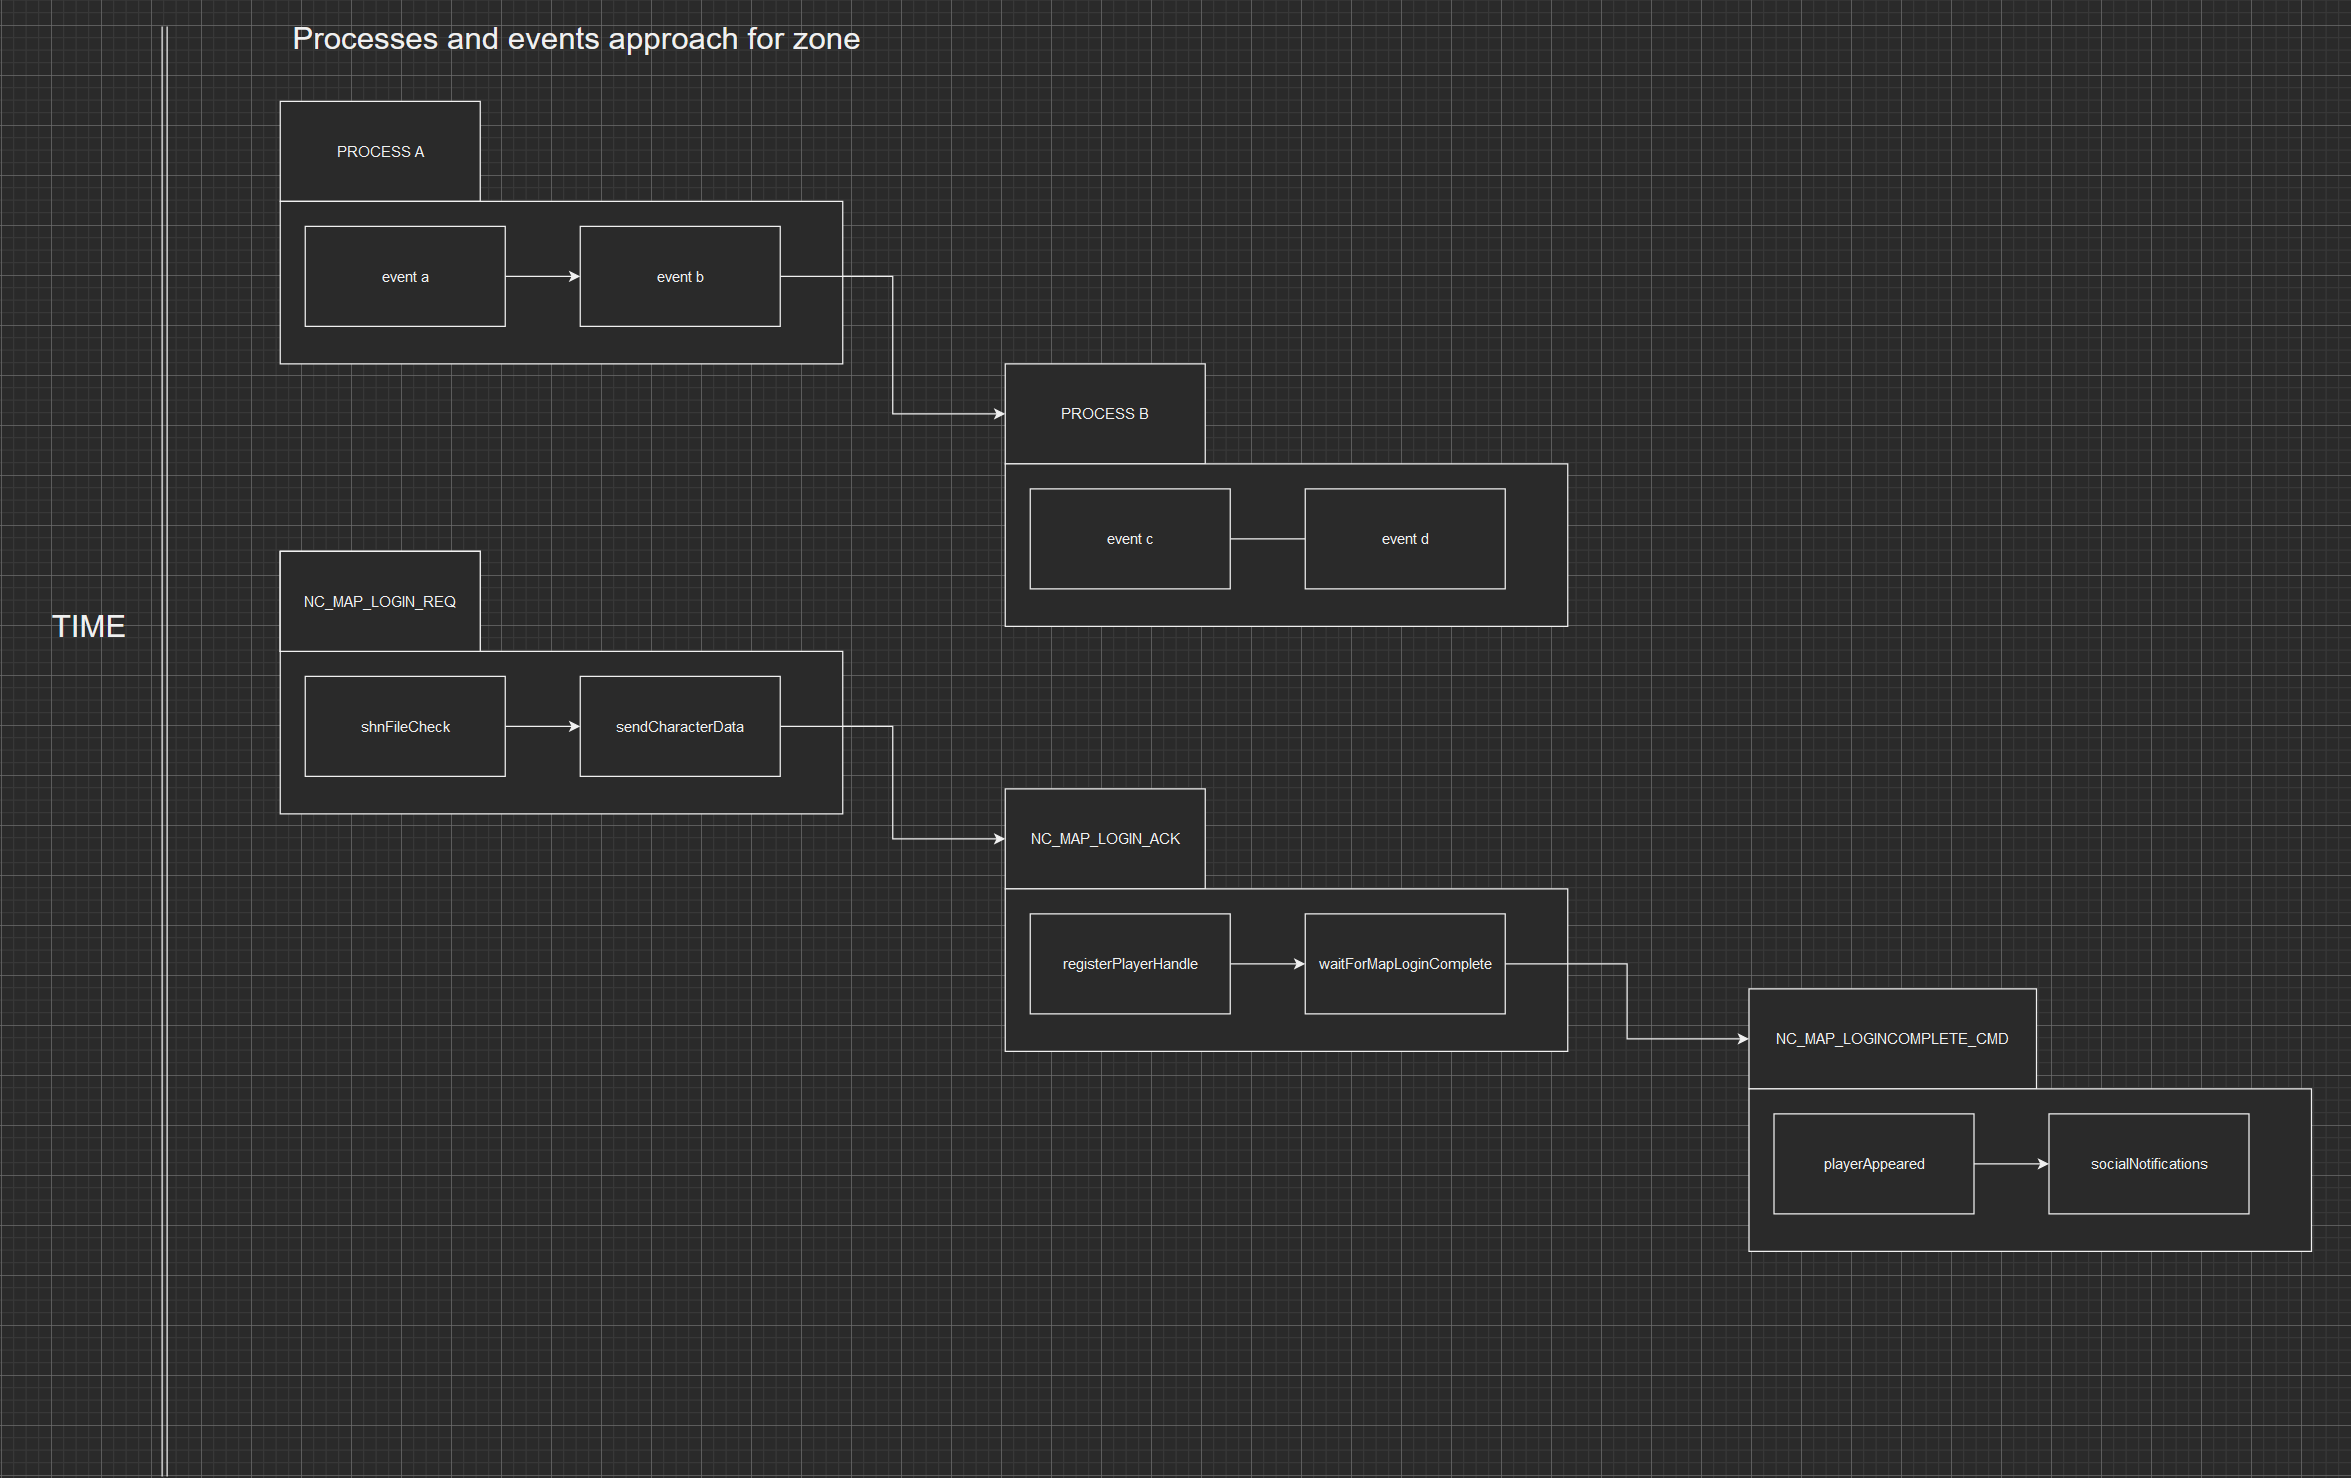 Processes and events approach for zone
PROCESS A
event a
event b
PROCESS B
event c
event d
TIME
NC_MAP_LOGIN_REQ
shnFileCheck
sendCharacterData
NC_MAP_LOGIN_ACK
registerPlayerHandle
waitForMapLoginComplete
NC_MAP_LOGINCOMPLETE_CMD
playerAppeared
socialNotifications